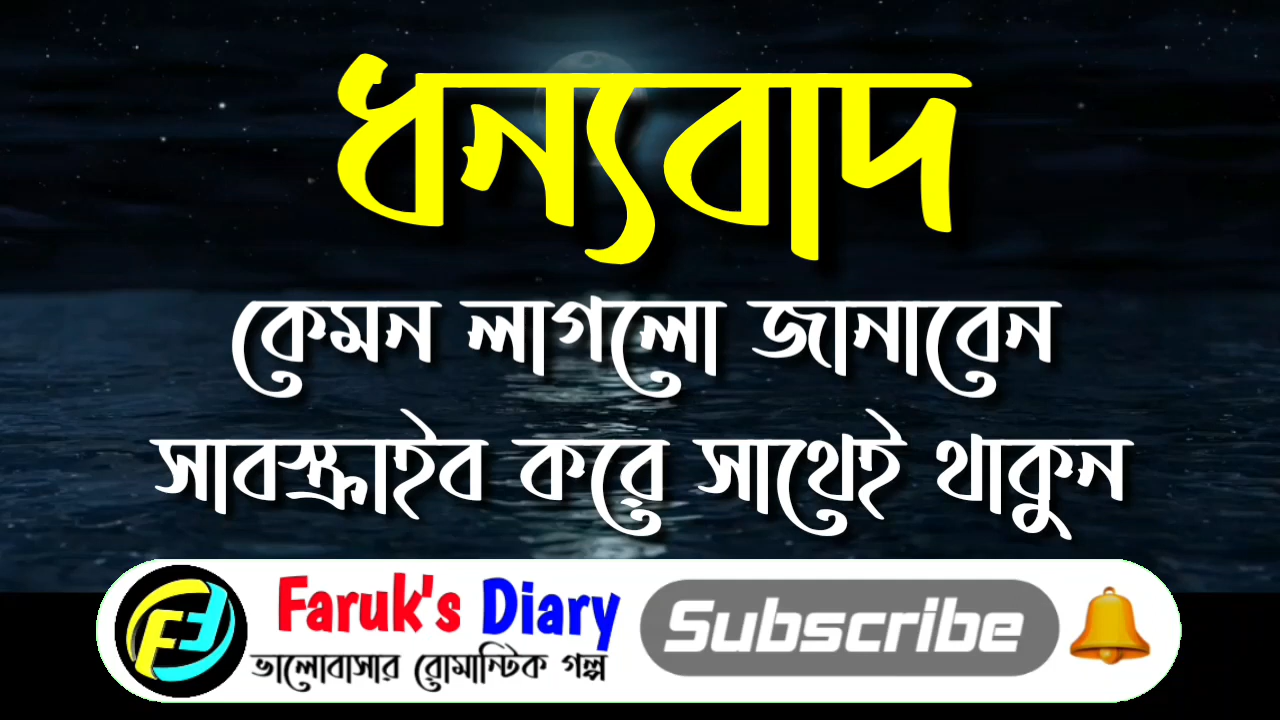 ধন্যবাদ
কেমন লাগলো জানাবেন
সাবস্ক্রাইব করে সাথেই থাকুন
Faruk's Diary
ভালোবাসার রোমান্টিক গল্প
Subscribe